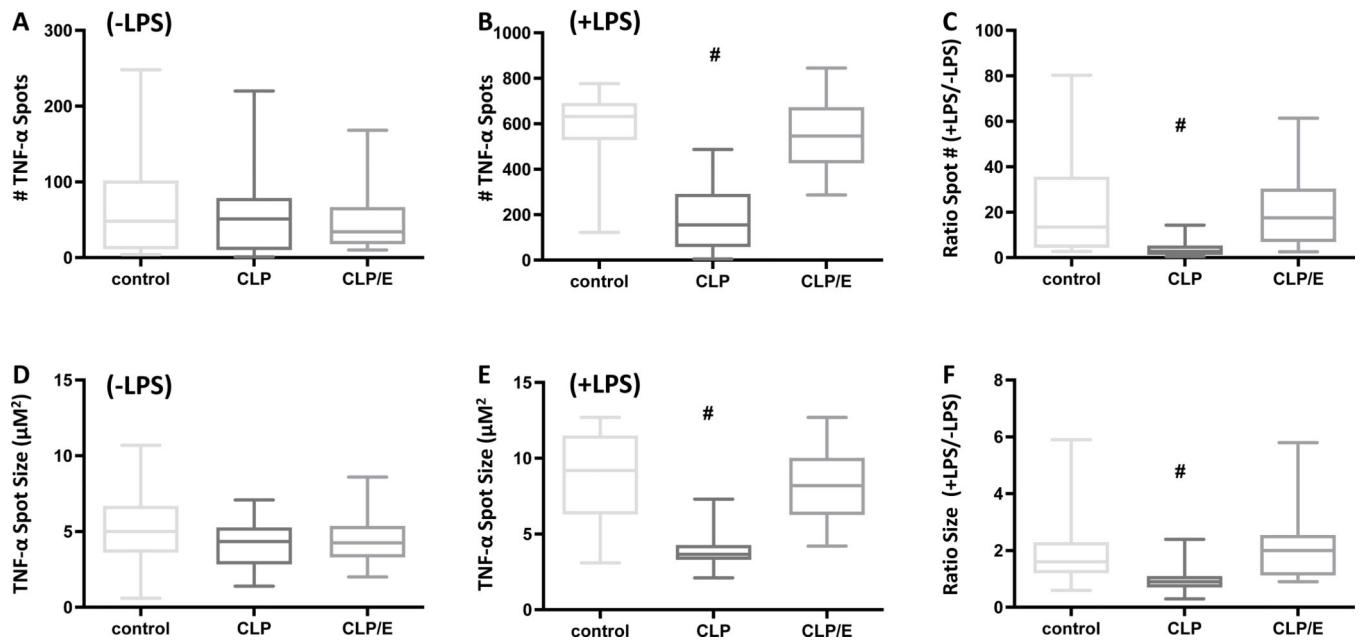 A (-LPS)
# TNF-α Spots
300
200
100
0
control CLP CLP/E
B (+LPS)
# TNF-α Spots
1000
800
600
400
200
0
#
control CLP CLP/E
C
Ratio Spot # (+LPS/-LPS)
100
80
60
40
20
0
#
control CLP CLP/E
D (-LPS)
TNF-α Spot Size (µM²)
15
10
5
0
control CLP CLP/E
E (+LPS)
TNF-α Spot Size (µM²
15
10
5
0
#
control CLP CLP/E
F
Ratio Size (+LPS/-LPS)
8
6
4
2
0
#
control CLP CLP/E